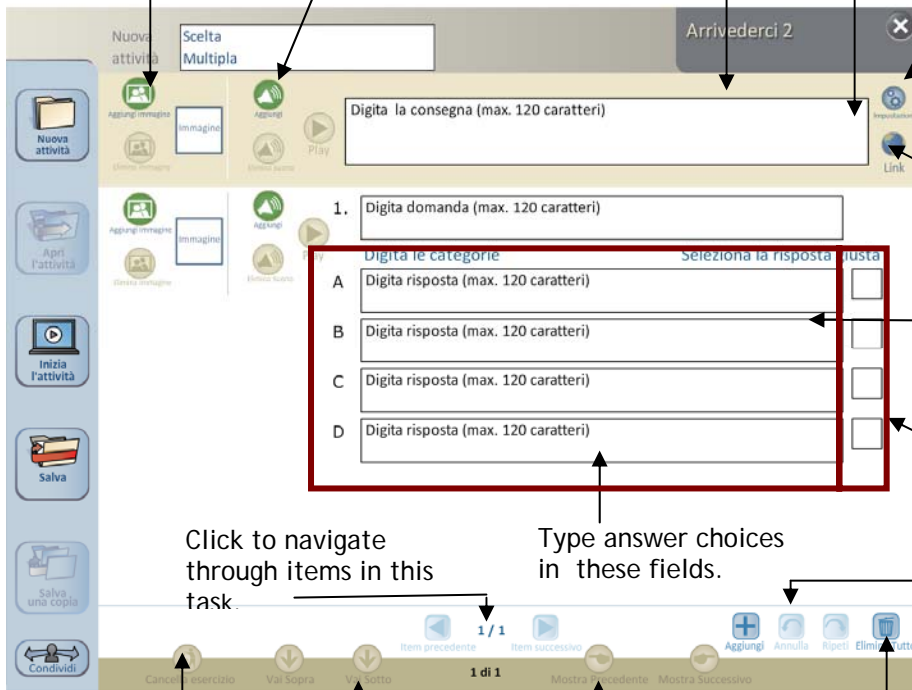 Nuova
attività
Scelta
Multipla
Arrivederci 2
Nuova
attività
Aggiungi immagine
Immagine
Elimina immagine
Aggiungi
Elimina suono
Play
Digita la consegna (max. 120 caratteri)
Impostazioni
Link
Apri
l'attività
Aggiungi immagine
Immagine
Elimina immagine
Aggiungi
Elimina suono
Play
1. Digita domanda (max. 120 caratteri)
Digita le categorie Seleziona la risposta giusta
A Digita risposta (max. 120 caratteri)
B Digita risposta (max. 120 caratteri)
C Digita risposta (max. 120 caratteri)
D Digita risposta (max. 120 caratteri)
Inizia
l'attività
Salva
Click to navigate
through items in this
task.
Type answer choices
in these fields.
Salva
una copia
Item precedente 1 / 1 Item successivo
Aggiungi Annulla Ripeti Elimina Tutto
Condividi
Cancella esercizio Vai Sopra Vai Sotto 1 di 1 Mostra Precedente Mostra Successivo